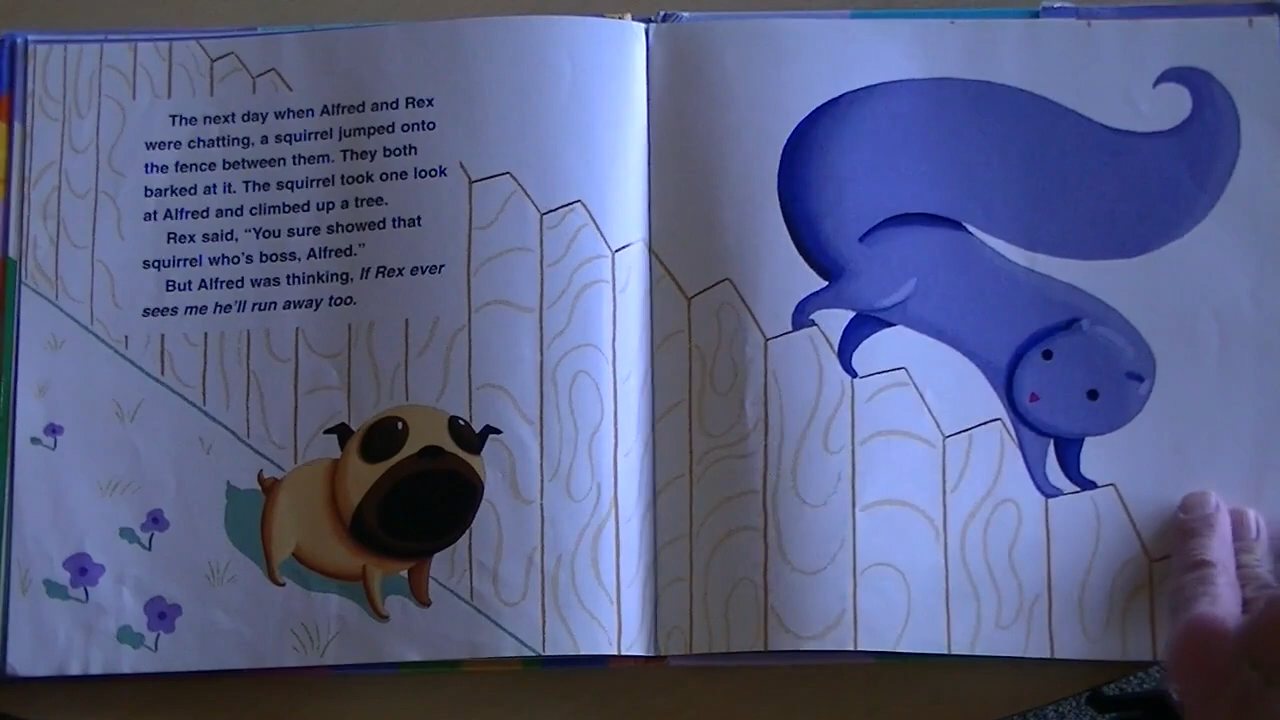 The next day when Alfred and Rex
were chatting, a squirrel jumped onto
the fence between them. They both
barked at it. The squirrel took one look
at Alfred and climbed up a tree.
Rex said, “You sure showed that
squirrel who’s boss, Alfred.”
But Alfred was thinking, If Rex ever
sees me he’ll run away too.